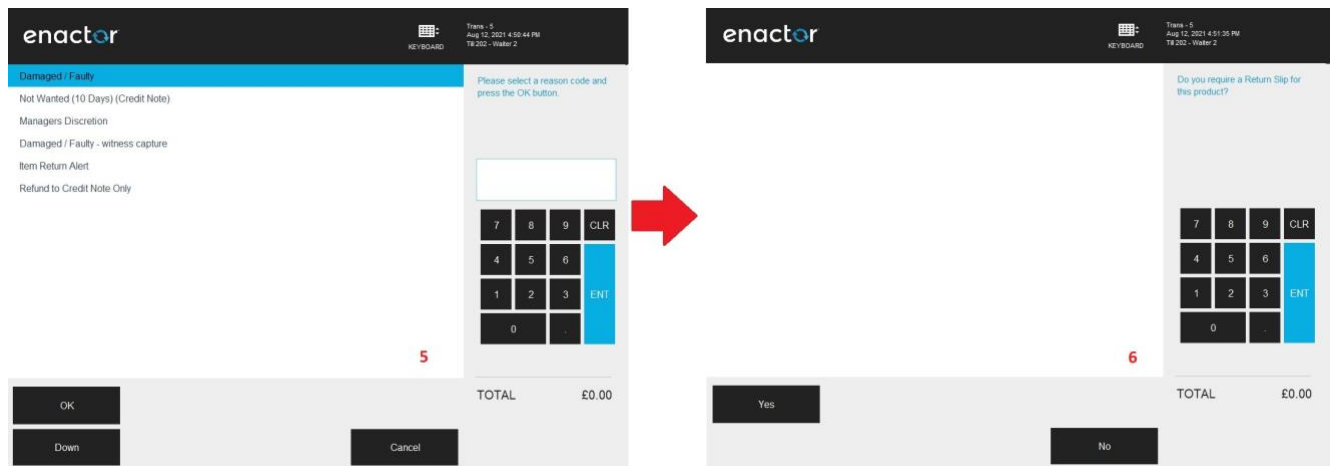 enactor
KEYBOARD
Trans - 5
Aug 12, 2021 4:50:44 PM
Till 202 - Waiter 2
Damaged / Faulty
Not Wanted (10 Days) (Credit Note)
Managers Discretion
Damaged / Faulty - witness capture
Item Return Alert
Refund to Credit Note Only
Please select a reason code and
press the OK button.
7 8 9 CLR
4 5 6
1 2 3 ENT
0 .
5
TOTAL £0.00
OK
Down Cancel
enactor
KEYBOARD
Trans - 5
Aug 12, 2021 4:51:35 PM
Till 202 - Waiter 2
Do you require a Return Slip for
this product?
7 8 9 CLR
4 5 6
1 2 3 ENT
0 .
6
TOTAL £0.00
Yes
No